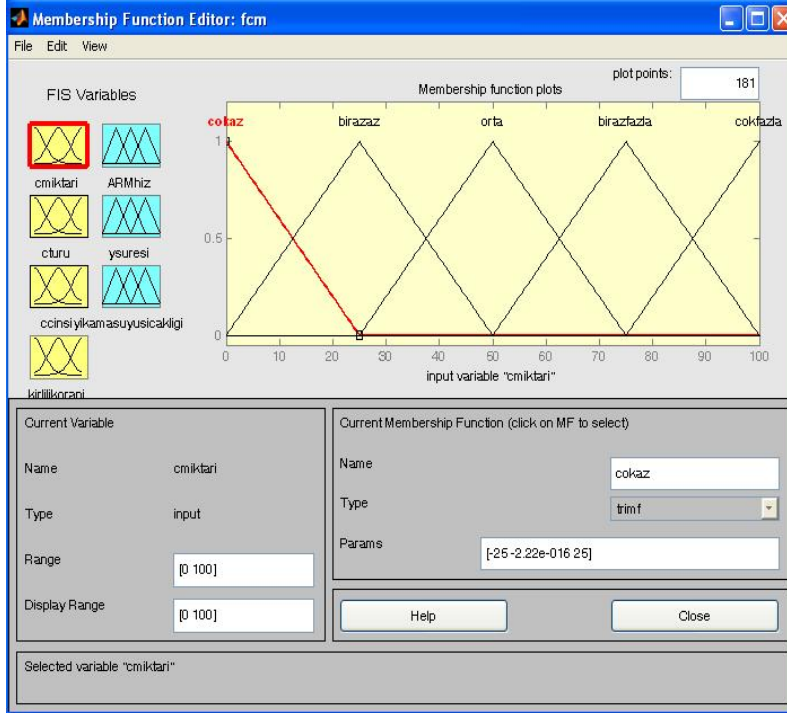 Membership Function Editor: fcm
File Edit View
FIS Variables
cmiktari ARMhiz
cturu ysuresi
ccinsi yikamasuyusicakligi
kirlilikorani
plot points: 181
Membership function plots
cokaz birazaz orta birazfazla cokfazla
1
0.5
0
0 10 20 30 40 50 60 70 80 90 100
input variable "cmiktari"
Current Variable
Name cmiktari
Type input
Range [0 100]
Display Range [0 100]
Current Membership Function (click on MF to select)
Name cokaz
Type trimf
Params [-25 -2.22e-016 25]
Help Close
Selected variable "cmiktari"